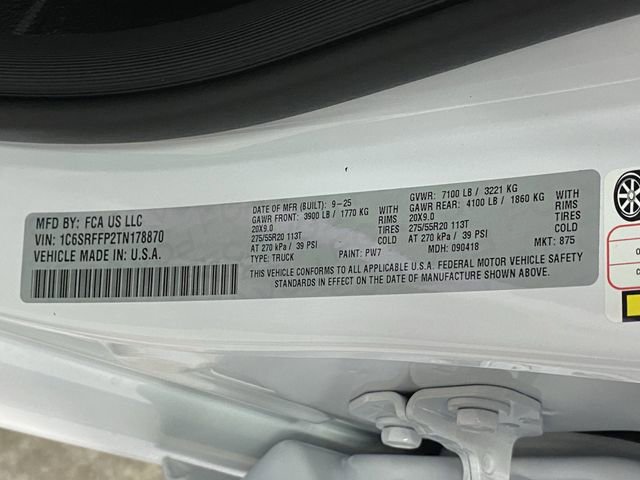 MFD BY: FCA US LLC
VIN: 1C6SRFFP2TN178870
VEHICLE MADE IN: U.S.A.
DATE OF MFR (BUILT): 9-25
GAWR FRONT: 3900 LB / 1770 KG WITH
20X9.0 RIMS
275/55R20 113T
AT 270 kPa / 39 PSI COLD
TYPE: TRUCK PAINT: PW7
GVWR: 7100 LB / 3221 KG
GAWR REAR: 4100 LB / 1860 KG WITH
20X9.0 RIMS
275/55R20 113T
AT 270 kPa / 39 PSI COLD
MDH: 090418 MKT: 875
THIS VEHICLE CONFORMS TO ALL APPLICABLE U.S.A. FEDERAL MOTOR VEHICLE SAFETY
STANDARDS IN EFFECT ON THE DATE OF MANUFACTURE SHOWN ABOVE.